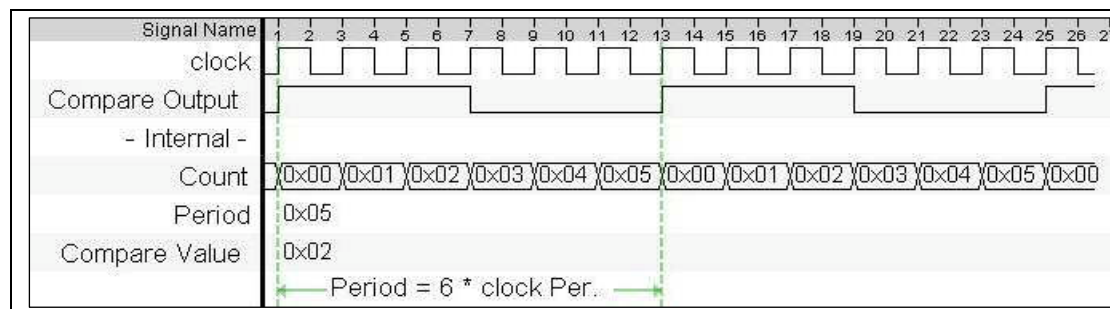 Signal Name 1 2 3 4 5 6 7 8 9 10 11 12 13 14 15 16 17 18 19 20 21 22 23 24 25 26
clock
Compare Output
- Internal -
Count 0x00 0x01 0x02 0x03 0x04 0x05 0x00 0x01 0x02 0x03 0x04 0x05 0x00
Period 0x05
Compare Value 0x02
Period = 6 * clock Per.